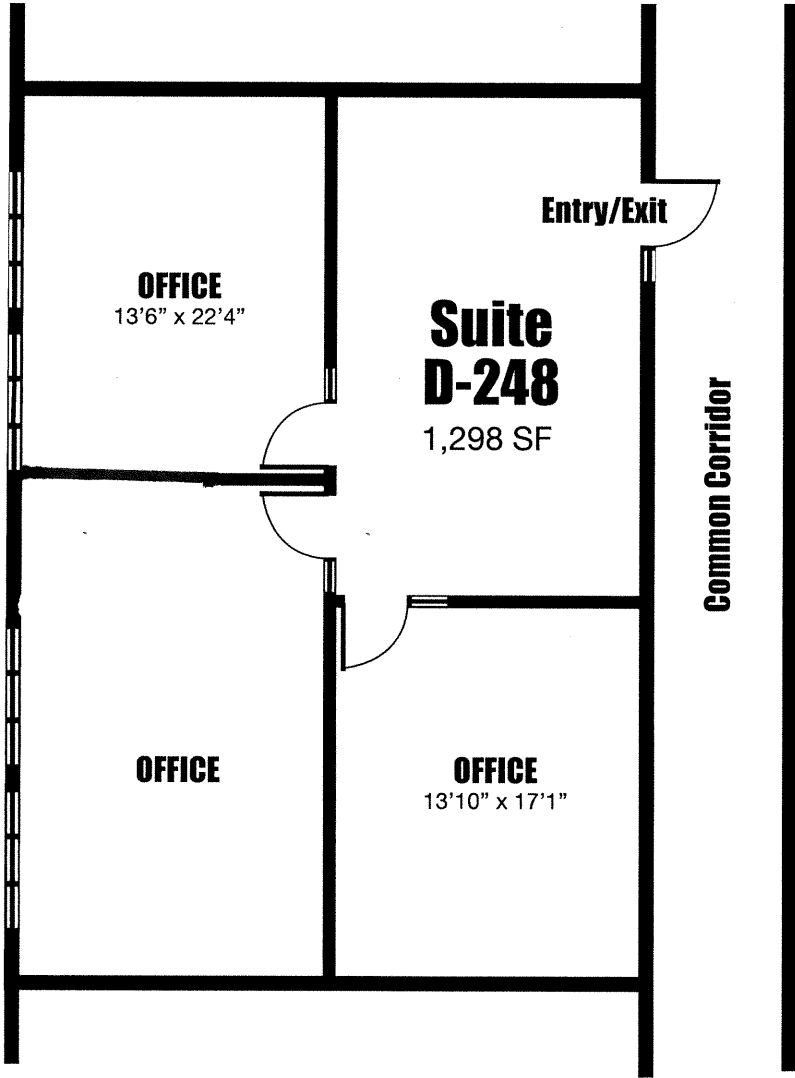 Entry/Exit
OFFICE
13’6” x 22’4”
Suite
D-248
1,298 SF
Common Corridor
OFFICE
OFFICE
13’10” x 17’1”